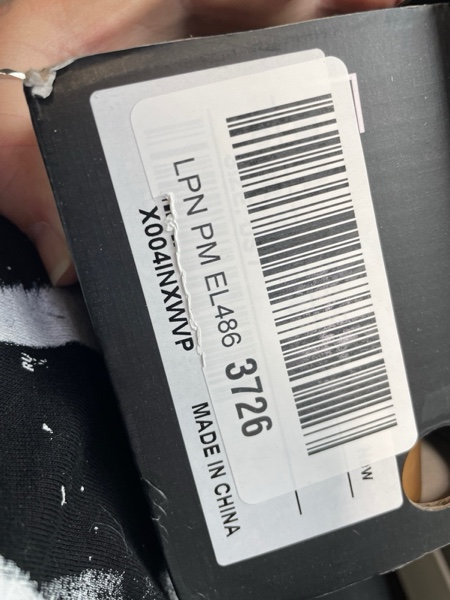 LPN PM EL486 3726
X004INXWVP
MADE IN CHINA